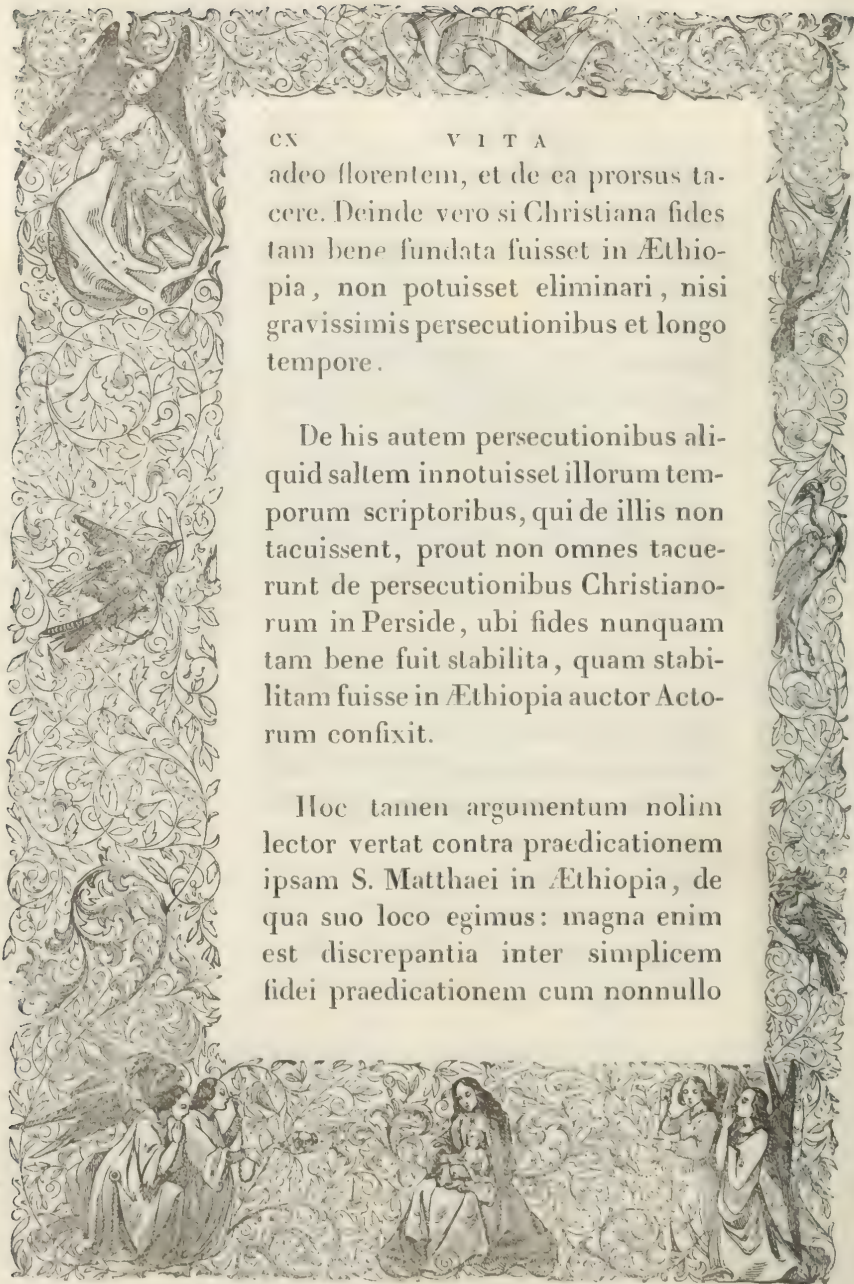 CX VITA
adeo florentem, et de ea prorsus ta-
cere. Deinde vero si Christiana fides
tam bene fundata fuisset in Æthio-
pia, non potuisset eliminari, nisi
gravissimis persecutionibus et longo
tempore.
De his autem persecutionibus ali-
quid saltem innotuisset illorum tem-
porum scriptoribus, qui de illis non
tacuissent, prout non omnes tacue-
runt de persecutionibus Christiano-
rum in Perside, ubi fides nunquam
tam bene fuit stabilita, quam stabi-
litam fuisse in Æthiopia auctor Acto-
rum confixit.
Hoc tamen argumentum nolim
lector vertat contra praedicationem
ipsam S. Matthaei in Æthiopia, de
qua suo loco egimus: magna enim
est discrepantia inter simplicem
fidei praedicationem cum nonnullo